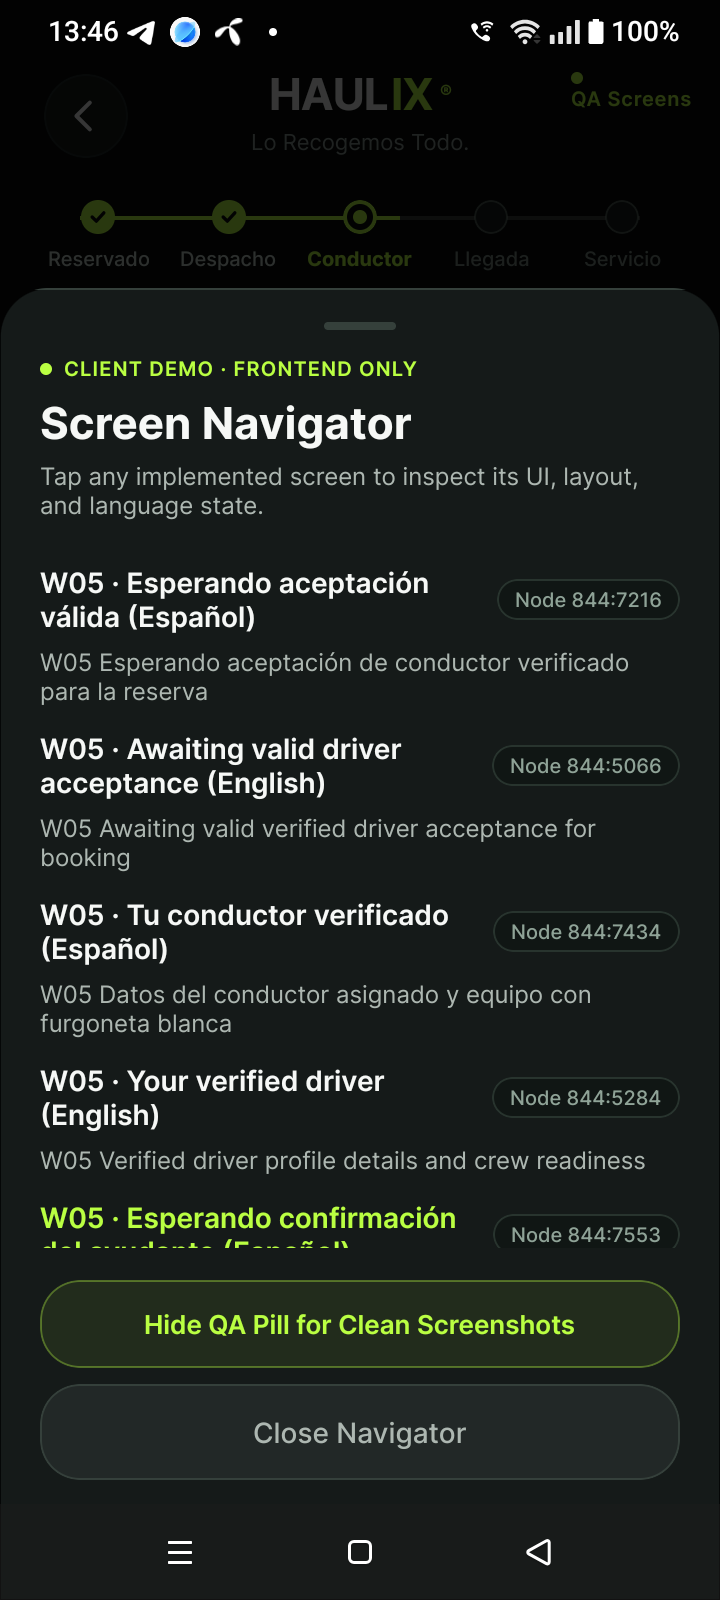 13:46
100%
HAULIX®
QA Screens
Lo Recogemos Todo.
Reservado
Despacho
Conductor
Llegada
Servicio
CLIENT DEMO · FRONTEND ONLY
Screen Navigator
Tap any implemented screen to inspect its UI, layout,
and language state.
W05 · Esperando aceptación
válida (Español)
Node 844:7216
W05 Esperando aceptación de conductor verificado
para la reserva
W05 · Awaiting valid driver
acceptance (English)
Node 844:5066
W05 Awaiting valid verified driver acceptance for
booking
W05 · Tu conductor verificado
(Español)
Node 844:7434
W05 Datos del conductor asignado y equipo con
furgoneta blanca
W05 · Your verified driver
(English)
Node 844:5284
W05 Verified driver profile details and crew readiness
W05 · Esperando confirmación
del ayudante (Español)
Node 844:7553
Hide QA Pill for Clean Screenshots
Close Navigator